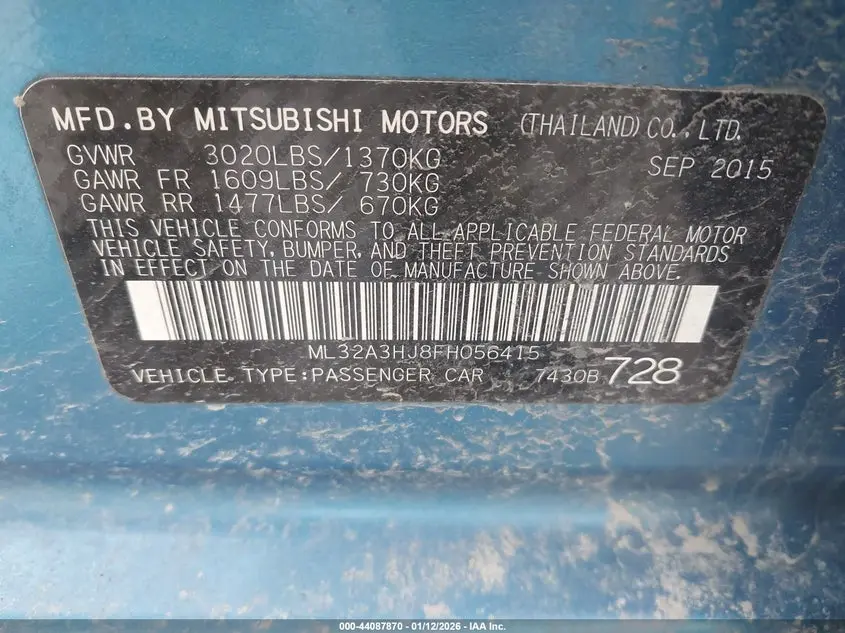 MFD.BY MITSUBISHI MOTORS (THAILAND)CO.,LTD.
GVWR 3020LBS/1370KG SEP 2015
GAWR FR 1609LBS/ 730KG
GAWR RR 1477LBS/ 670KG
THIS VEHICLE CONFORMS TO ALL APPLICABLE FEDERAL MOTOR
VEHICLE SAFETY, BUMPER, AND THEFT PREVENTION STANDARDS
IN EFFECT ON THE DATE OF MANUFACTURE SHOWN ABOVE.
ML32A3HJ8FH056415
VEHICLE TYPE:PASSENGER CAR 7430B 728
000-44087870 - 01/12/2026 - IAA Inc.